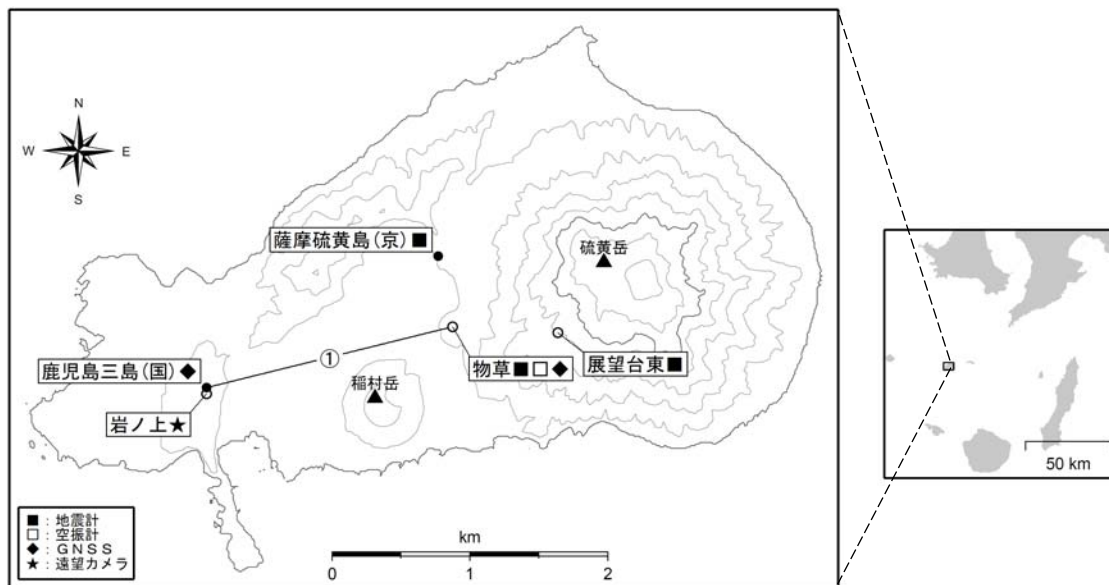 N
W
E
S
薩摩硫黄島(京)■
硫黄岳
①
鹿児島三島(国)◆
物草■□◆
展望台東■
稲村岳
岩ノ上★
■:地震計
□:空振計
◆:GNSS
★:遠望カメラ
km
0 1 2
50 km